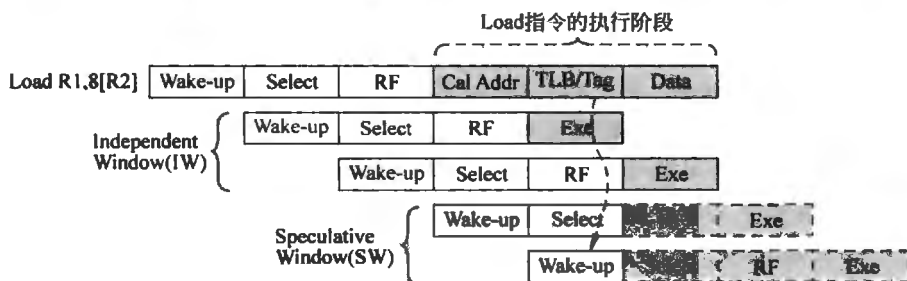 Load指令的执行阶段
Load R1,8[R2] Wake-up Select RF Cal Addr TLB/Tag Data
Independent Window(IW) Wake-up Select RF Exe
Wake-up Select RF Exe
Speculative Window(SW) Wake-up Select Exe
Wake-up RF Exe